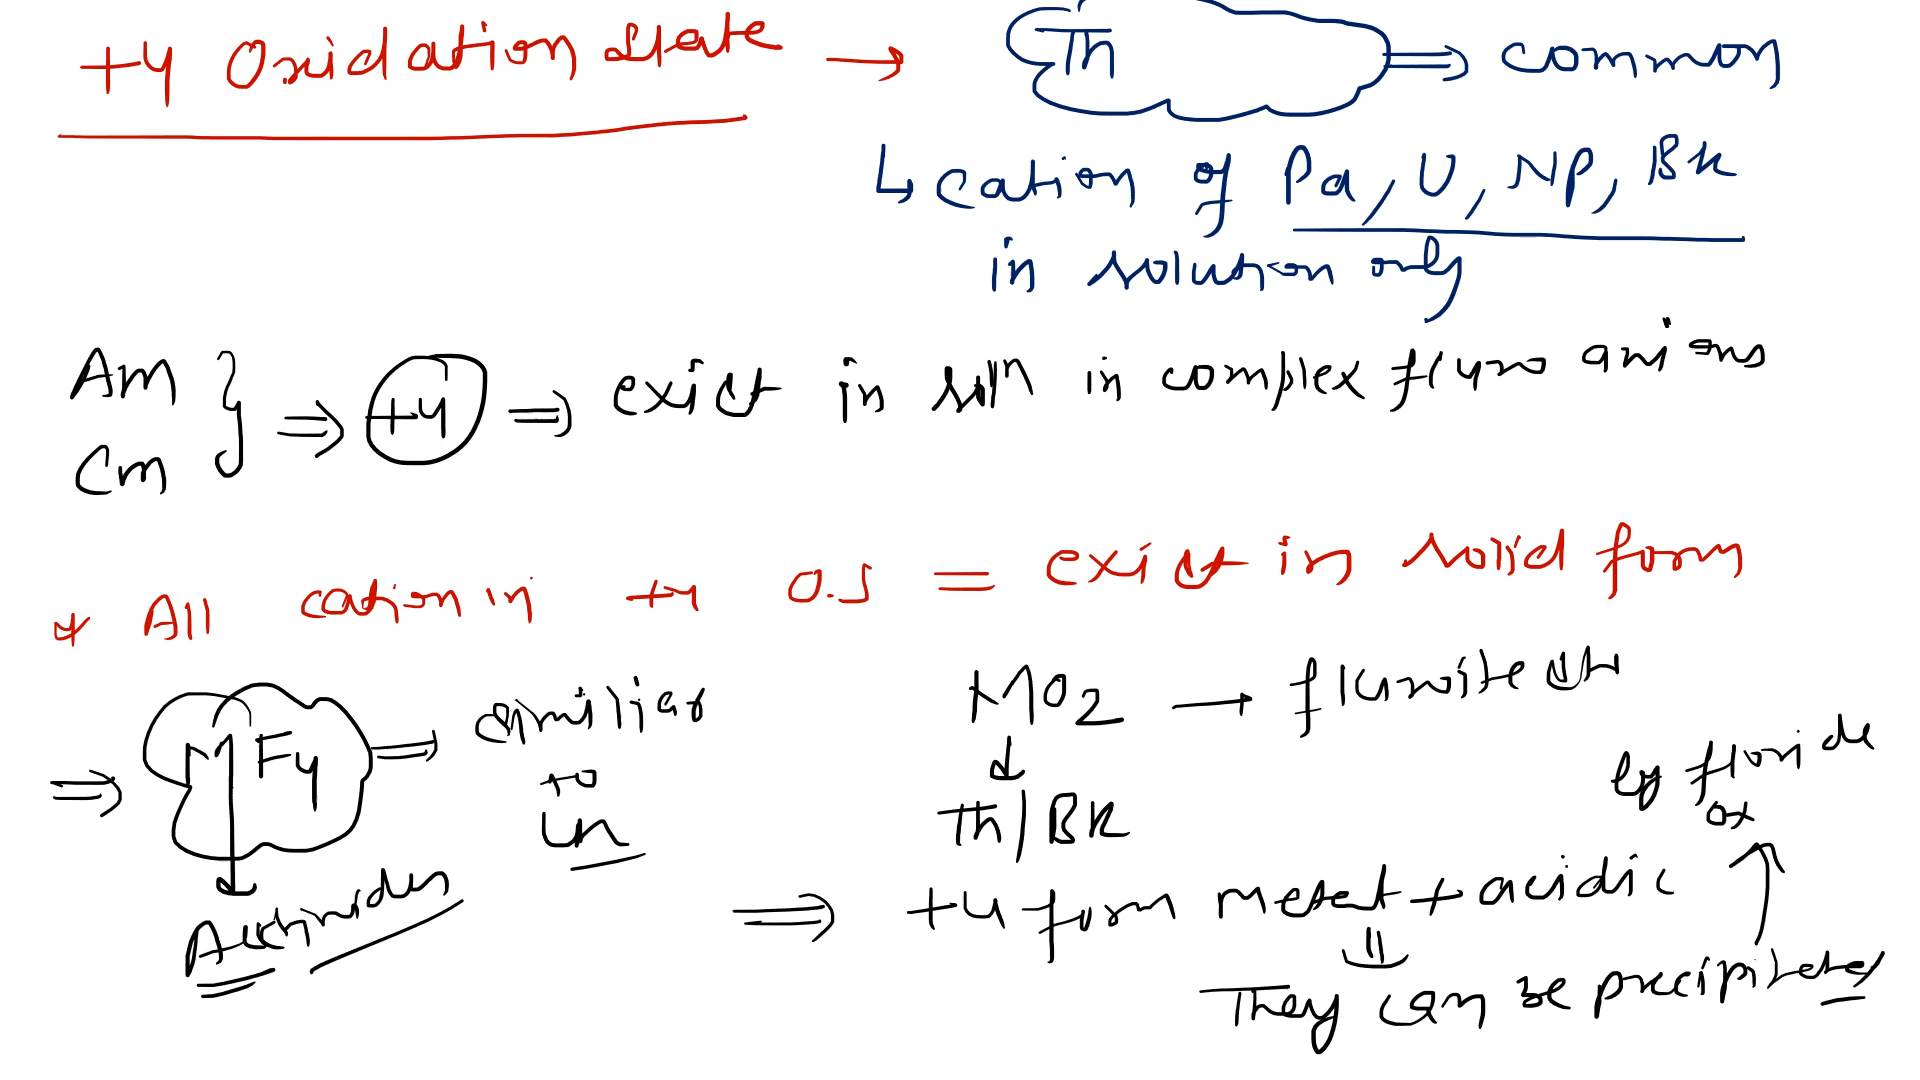 +4 Oxidation state → Th ⇒ common
↳ cation of Pa, U, NP, BK
in solution only
Am
Cm } ⇒ +4 ⇒ exist in solⁿ in complex fluro anions
* All cation in +4 O.S = exist in solid form
⇒ MF4 ⇒ similiar to Ln
Actinides
MO2 → fluorite str
↓
Th/BK
⇒ +4 form metal + acidic
⇓
They can be precipitates
↑
by floride
ox